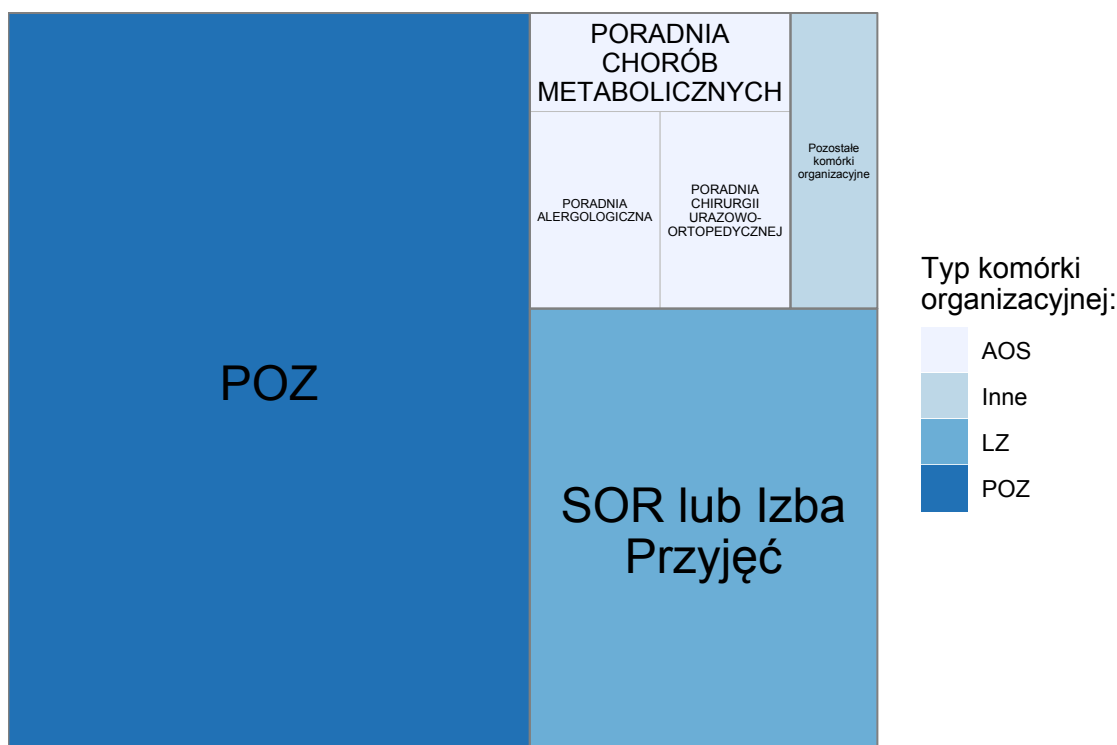 POZ
PORADNIA
CHORÓB
METABOLICZNYCH
PORADNIA
ALERGOLOGICZNA
PORADNIA
CHIRURGII
URAZOWO-
ORTOPEDYCZNEJ
Pozostałe
komórki
organizacyjne
SOR lub Izba
Przyjęć
Typ komórki
organizacyjnej:
AOS
Inne
LZ
POZ